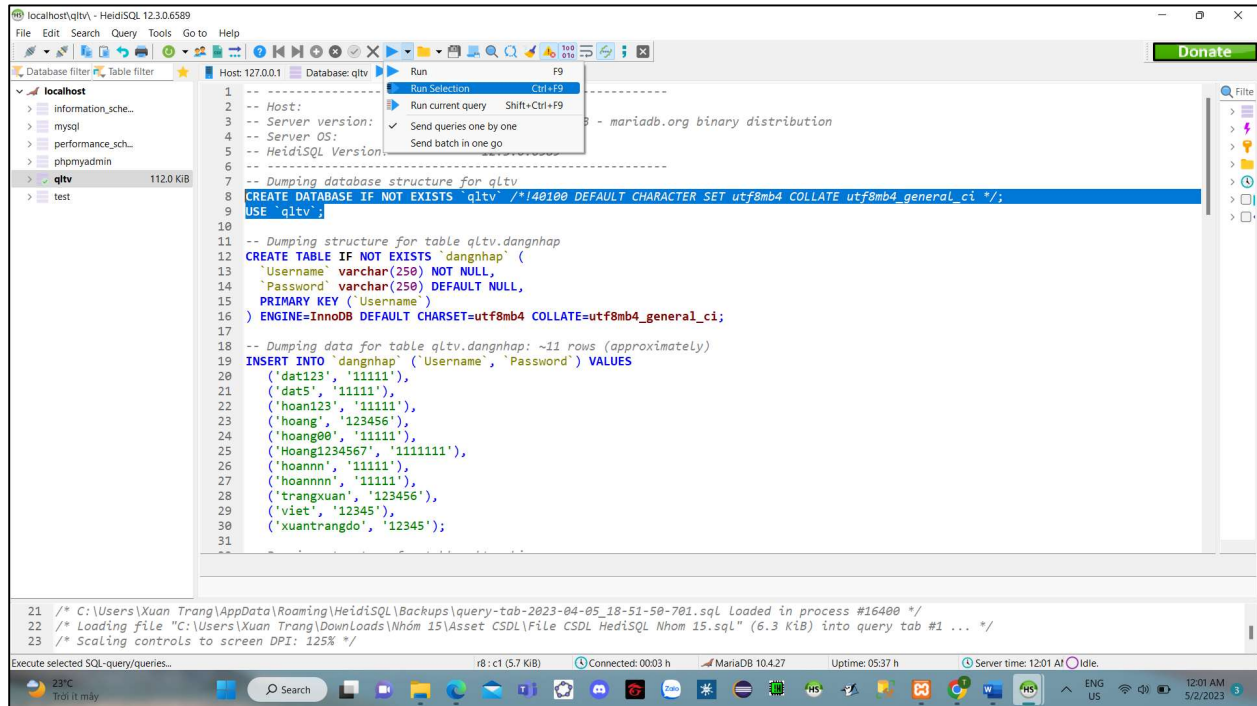 localhost\qltv\ - HeidiSQL 12.3.0.6589
File Edit Search Query Tools Go to Help
Donate
Database filter Table filter Host: 127.0.0.1 Database: qltv
Run F9
Run Selection Ctrl+F9
Run current query Shift+Ctrl+F9
Send queries one by one
Send batch in one go
localhost
information_sche...
mysql
performance_sch...
phpmyadmin
qltv 112.0 KiB
test
Filte
1 -- --------------------------------------------------------
2 -- Host:
3 -- Server version: - mariadb.org binary distribution
4 -- Server OS:
5 -- HeidiSQL Version:
6 -- --------------------------------------------------------
7 -- Dumping database structure for qltv
8 CREATE DATABASE IF NOT EXISTS `qltv` /*!40100 DEFAULT CHARACTER SET utf8mb4 COLLATE utf8mb4_general_ci */;
9 USE `qltv`;
10
11 -- Dumping structure for table qltv.dangnhap
12 CREATE TABLE IF NOT EXISTS `dangnhap` (
13 `Username` varchar(250) NOT NULL,
14 `Password` varchar(250) DEFAULT NULL,
15 PRIMARY KEY (`Username`)
16 ) ENGINE=InnoDB DEFAULT CHARSET=utf8mb4 COLLATE=utf8mb4_general_ci;
17
18 -- Dumping data for table qltv.dangnhap: ~11 rows (approximately)
19 INSERT INTO `dangnhap` (`Username`, `Password`) VALUES
20 ('dat123', '11111'),
21 ('dat5', '11111'),
22 ('hoan123', '11111'),
23 ('hoang', '123456'),
24 ('hoang00', '11111'),
25 ('Hoang1234567', '1111111'),
26 ('hoannn', '11111'),
27 ('hoannnn', '11111'),
28 ('trangxuan', '123456'),
29 ('viet', '12345'),
30 ('xuantrangdo', '12345');
31
21 /* C:\Users\Xuan Trang\AppData\Roaming\HeidiSQL\Backups\query-tab-2023-04-05_18-51-50-701.sql loaded in process #16400 */
22 /* Loading file "C:\Users\Xuan Trang\Downloads\Nhóm 15\Asset CSDL\File CSDL HediSQL Nhom 15.sql" (6.3 KiB) into query tab #1 ... */
23 /* Scaling controls to screen DPI: 125% */
Execute selected SQL-query/queries... r8 : c1 (5.7 KiB) Connected: 00:03 h MariaDB 10.4.27 Uptime: 05:37 h Server time: 12:01 AM Idle.
23°C
Trời ít mây
Search
Zalo
ENG
US
12:01 AM
5/2/2023
3